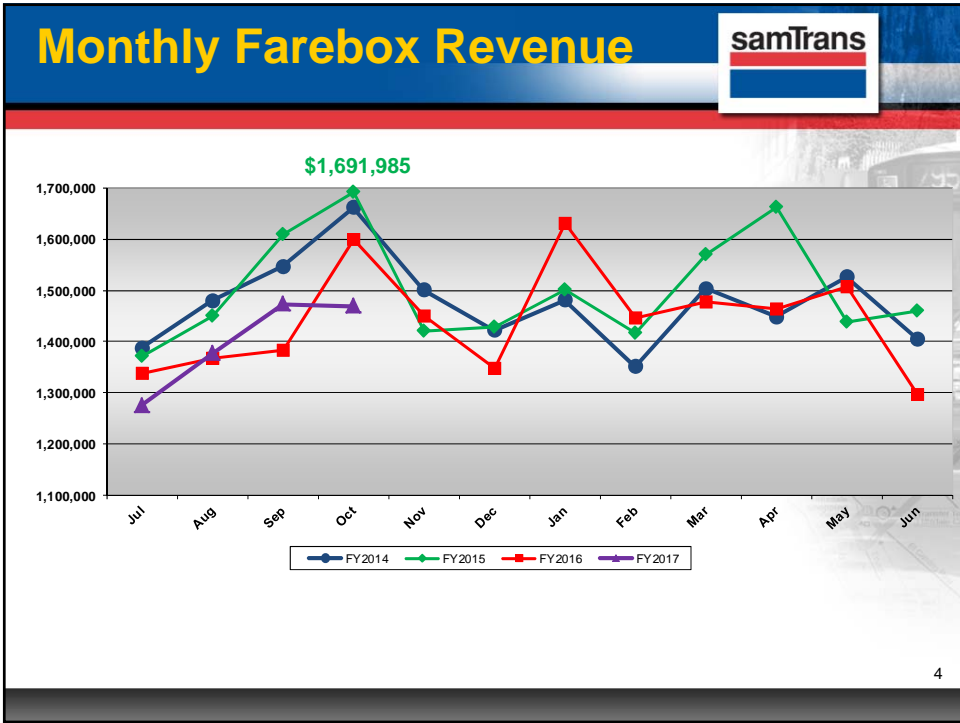 Monthly Farebox Revenue
samTrans
$1,691,985
1,700,000
1,600,000
1,500,000
1,400,000
1,300,000
1,200,000
1,100,000
Jul Aug Sep Oct Nov Dec Jan Feb Mar Apr May Jun
FY2014 FY2015 FY2016 FY2017
4